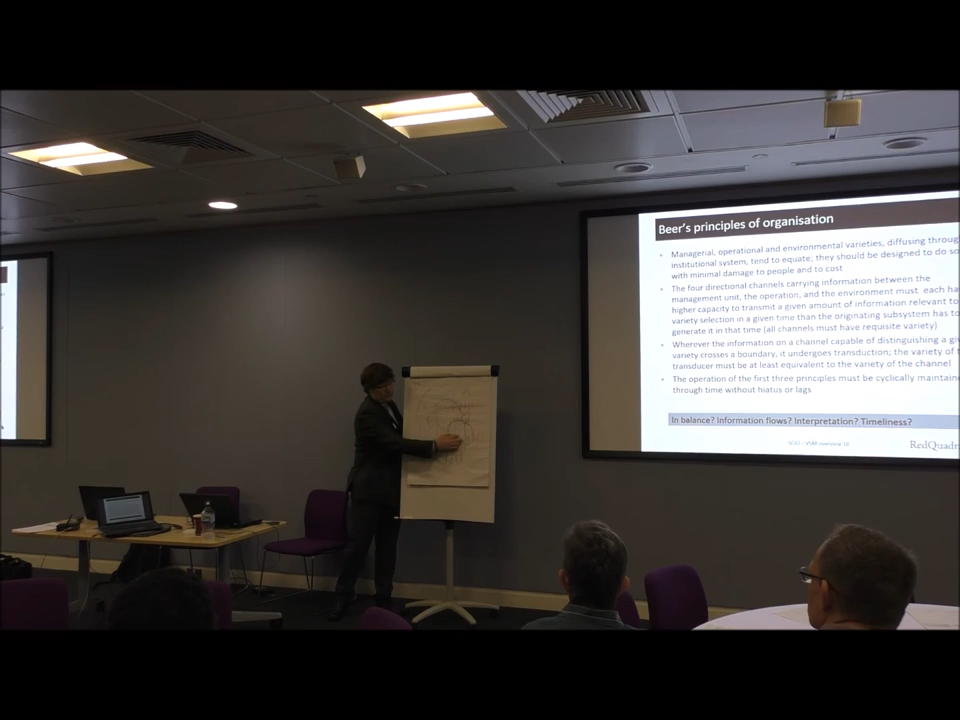 Beer's principles of organisation
• Managerial, operational and environmental varieties, diffusing throug
institutional system, tend to equate; they should be designed to do so
with minimal damage to people and to cost
• The four directional channels carrying information between the
management unit, the operation, and the environment must each ha
higher capacity to transmit a given amount of information relevant to
variety selection in a given time than the originating subsystem has to
generate it in that time (all channels must have requisite variety)
• Wherever the information on a channel capable of distinguishing a gi
variety crosses a boundary, it undergoes transduction; the variety of t
transducer must be at least equivalent to the variety of the channel
• The operation of the first three principles must be cyclically maintain
through time without hiatus or lags
In balance? Information flows? Interpretation? Timeliness?
SCiO – VSM overview 18
RedQuadr